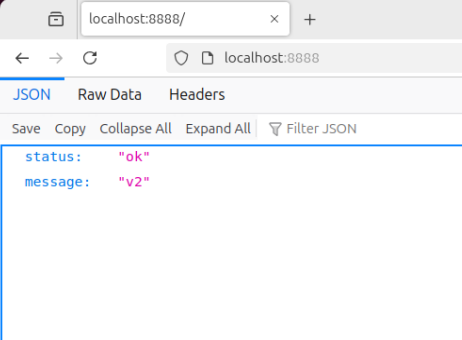 localhost:8888/
localhost:8888
JSON Raw Data Headers
Save Copy Collapse All Expand All Filter JSON
status: "ok"
message: "v2"